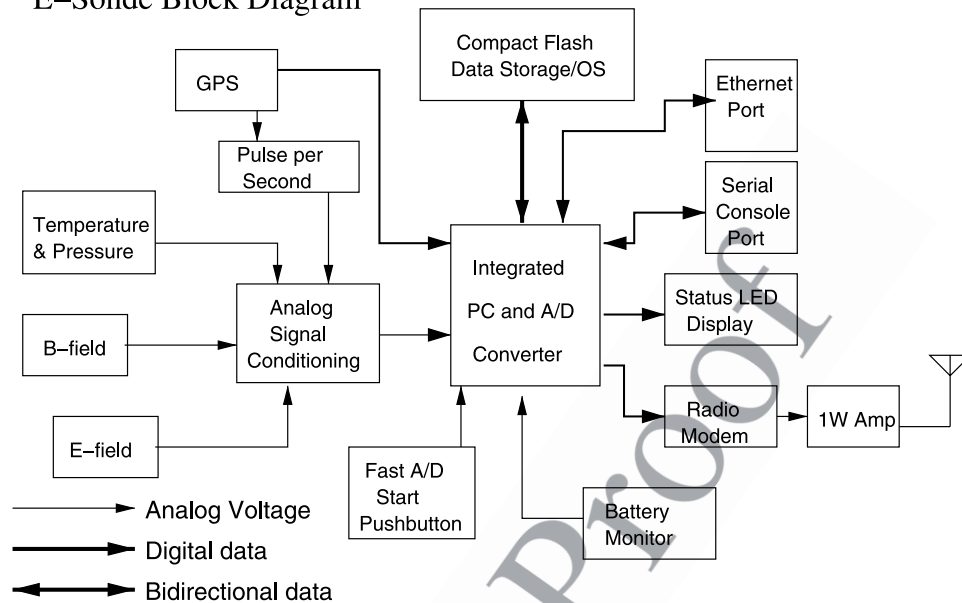 E–Sonde Block Diagram
Compact Flash
Data Storage/OS
GPS
Ethernet
Port
Pulse per
Second
Serial
Console
Port
Temperature
& Pressure
Integrated
PC and A/D
Converter
Analog
Signal
Conditioning
Status LED
Display
B–field
Radio
Modem
1W Amp
E–field
Fast A/D
Start
Pushbutton
Battery
Monitor
Analog Voltage
Digital data
Bidirectional data
Proof